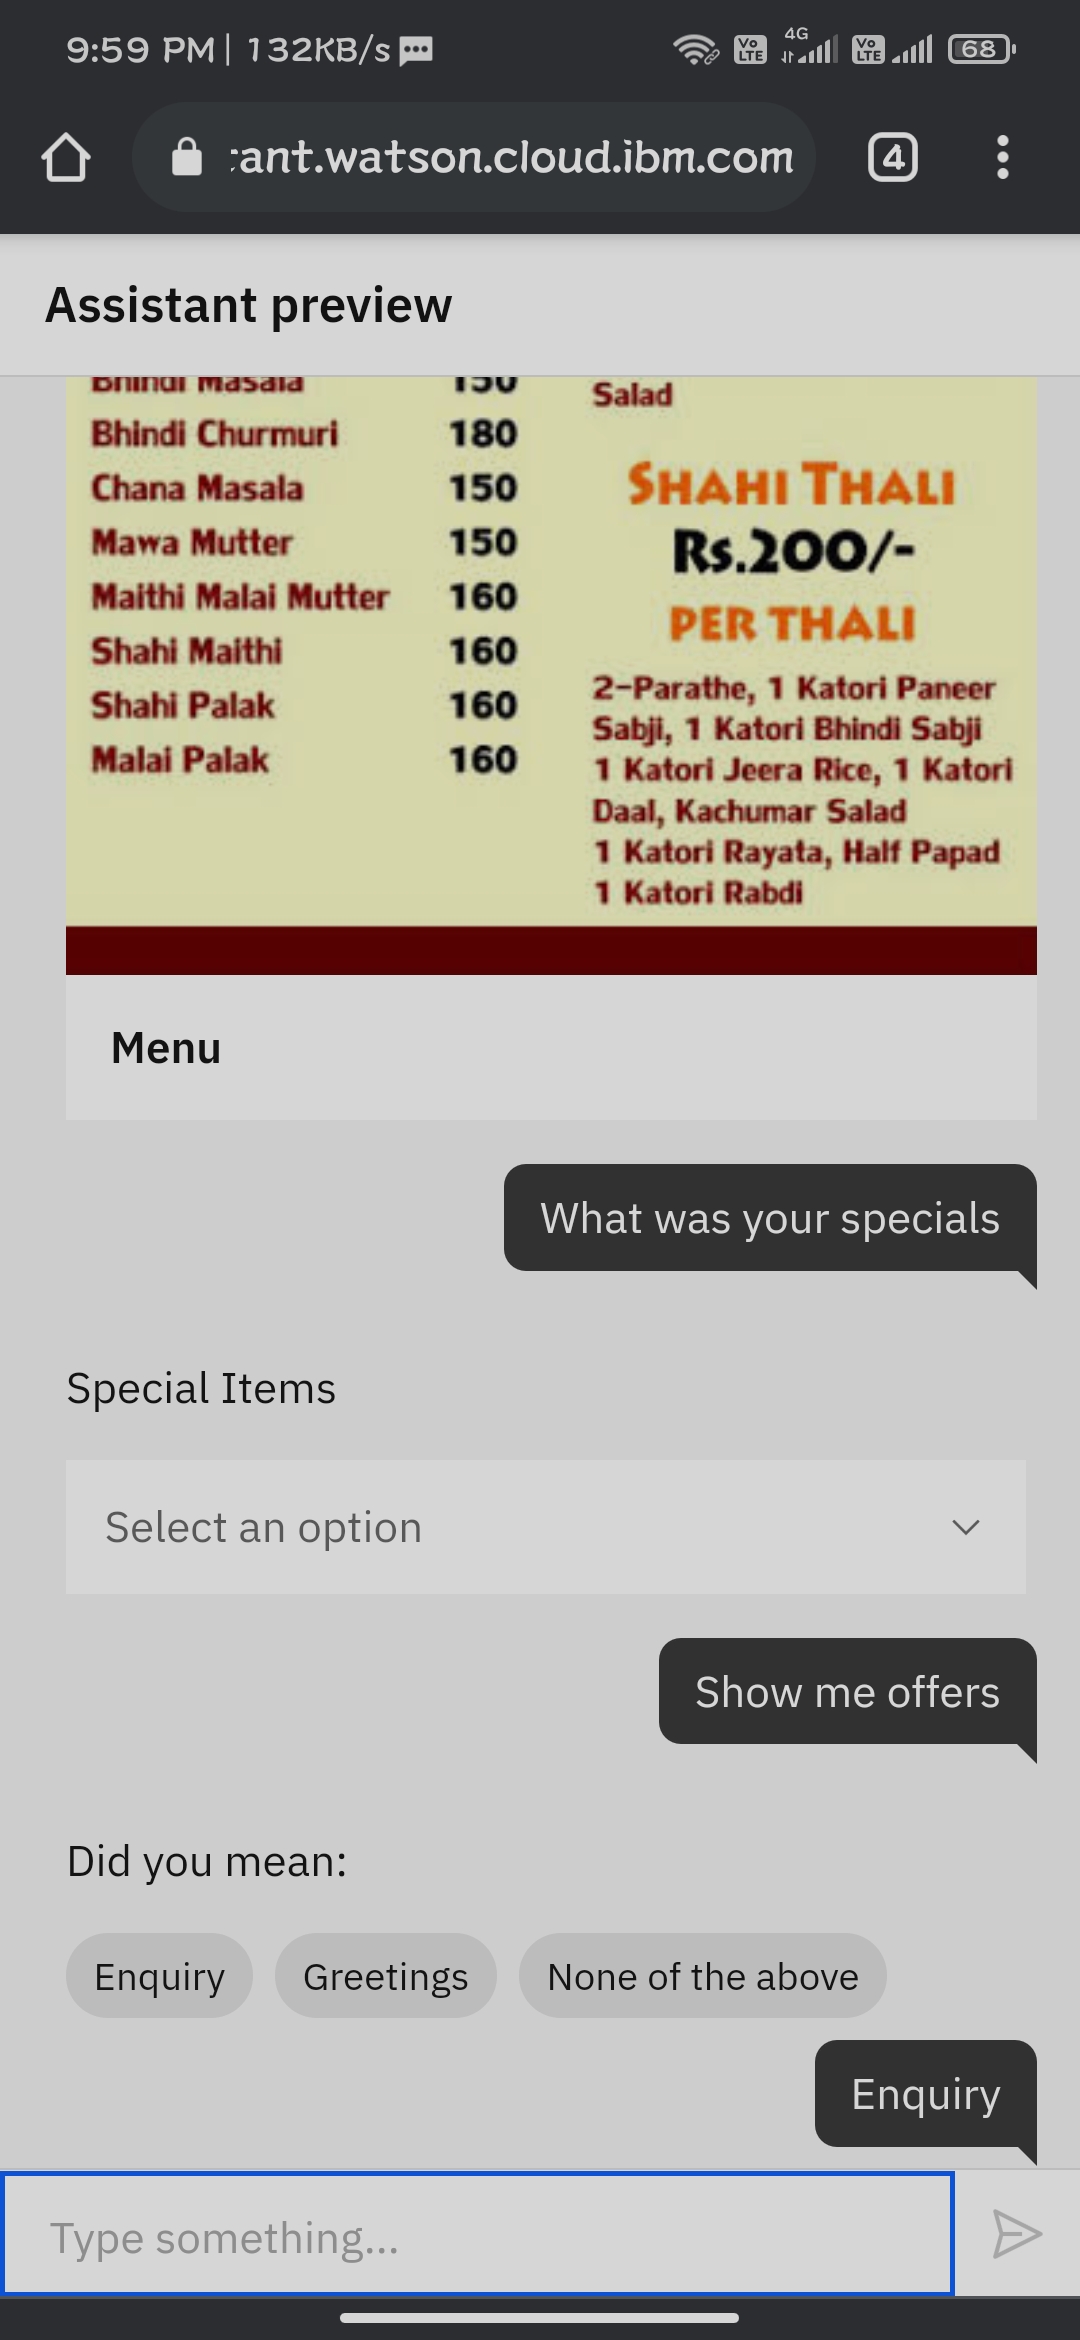 9:59 PM| 132KB/s
Vo LTE 4G Vo LTE 68
ant.watson.cloud.ibm.com
4
Assistant preview
Bhindi Masala 150
Bhindi Churmuri 180
Chana Masala 150
Mawa Mutter 150
Maithi Malai Mutter 160
Shahi Maithi 160
Shahi Palak 160
Malai Palak 160
Salad
SHAHI THALI
Rs.200/-
PER THALI
2-Parathe, 1 Katori Paneer
Sabji, 1 Katori Bhindi Sabji
1 Katori Jeera Rice, 1 Katori
Daal, Kachumar Salad
1 Katori Rayata, Half Papad
1 Katori Rabdi
Menu
What was your specials
Special Items
Select an option
Show me offers
Did you mean:
Enquiry Greetings None of the above
Enquiry
Type something...